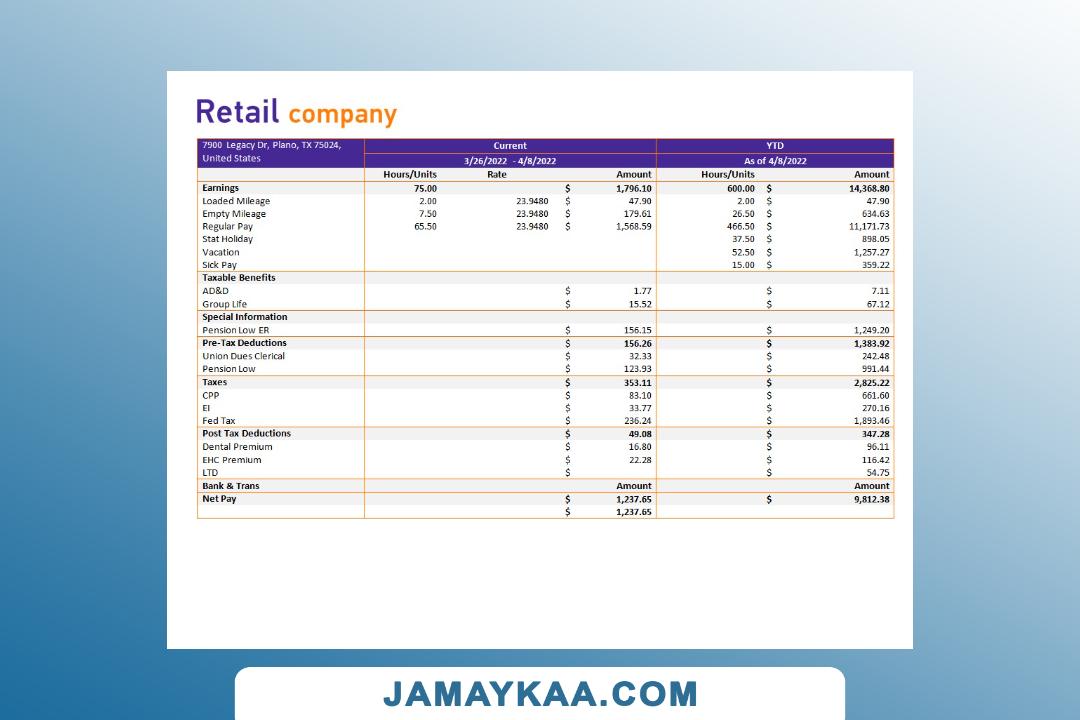 Retail company
7900 Legacy Dr, Plano, TX 75024, Current YTD
United States 3/26/2022 - 4/8/2022 As of 4/8/2022
Hours/Units Rate Amount Hours/Units Amount
Earnings 75.00 $ 1,796.10 600.00 $ 14,368.80
Loaded Mileage 2.00 23.9480 $ 47.90 2.00 $ 47.90
Empty Mileage 7.50 23.9480 $ 179.61 26.50 $ 634.63
Regular Pay 65.50 23.9480 $ 1,568.59 466.50 $ 11,171.73
Stat Holiday 37.50 $ 898.05
Vacation 52.50 $ 1,257.27
Sick Pay 15.00 $ 359.22
Taxable Benefits
AD&D $ 1.77 $ 7.11
Group Life $ 15.52 $ 67.12
Special Information
Pension Low ER $ 156.15 $ 1,249.20
Pre-Tax Deductions $ 156.26 $ 1,383.92
Union Dues Clerical $ 32.33 $ 242.48
Pension Low $ 123.93 $ 991.44
Taxes $ 353.11 $ 2,825.22
CPP $ 83.10 $ 661.60
EI $ 33.77 $ 270.16
Fed Tax $ 236.24 $ 1,893.46
Post Tax Deductions $ 49.08 $ 347.28
Dental Premium $ 16.80 $ 96.11
EHC Premium $ 22.28 $ 116.42
LTD $ $ 54.75
Bank & Trans Amount Amount
Net Pay $ 1,237.65 $ 9,812.38
$ 1,237.65
JAMAYKAA.COM